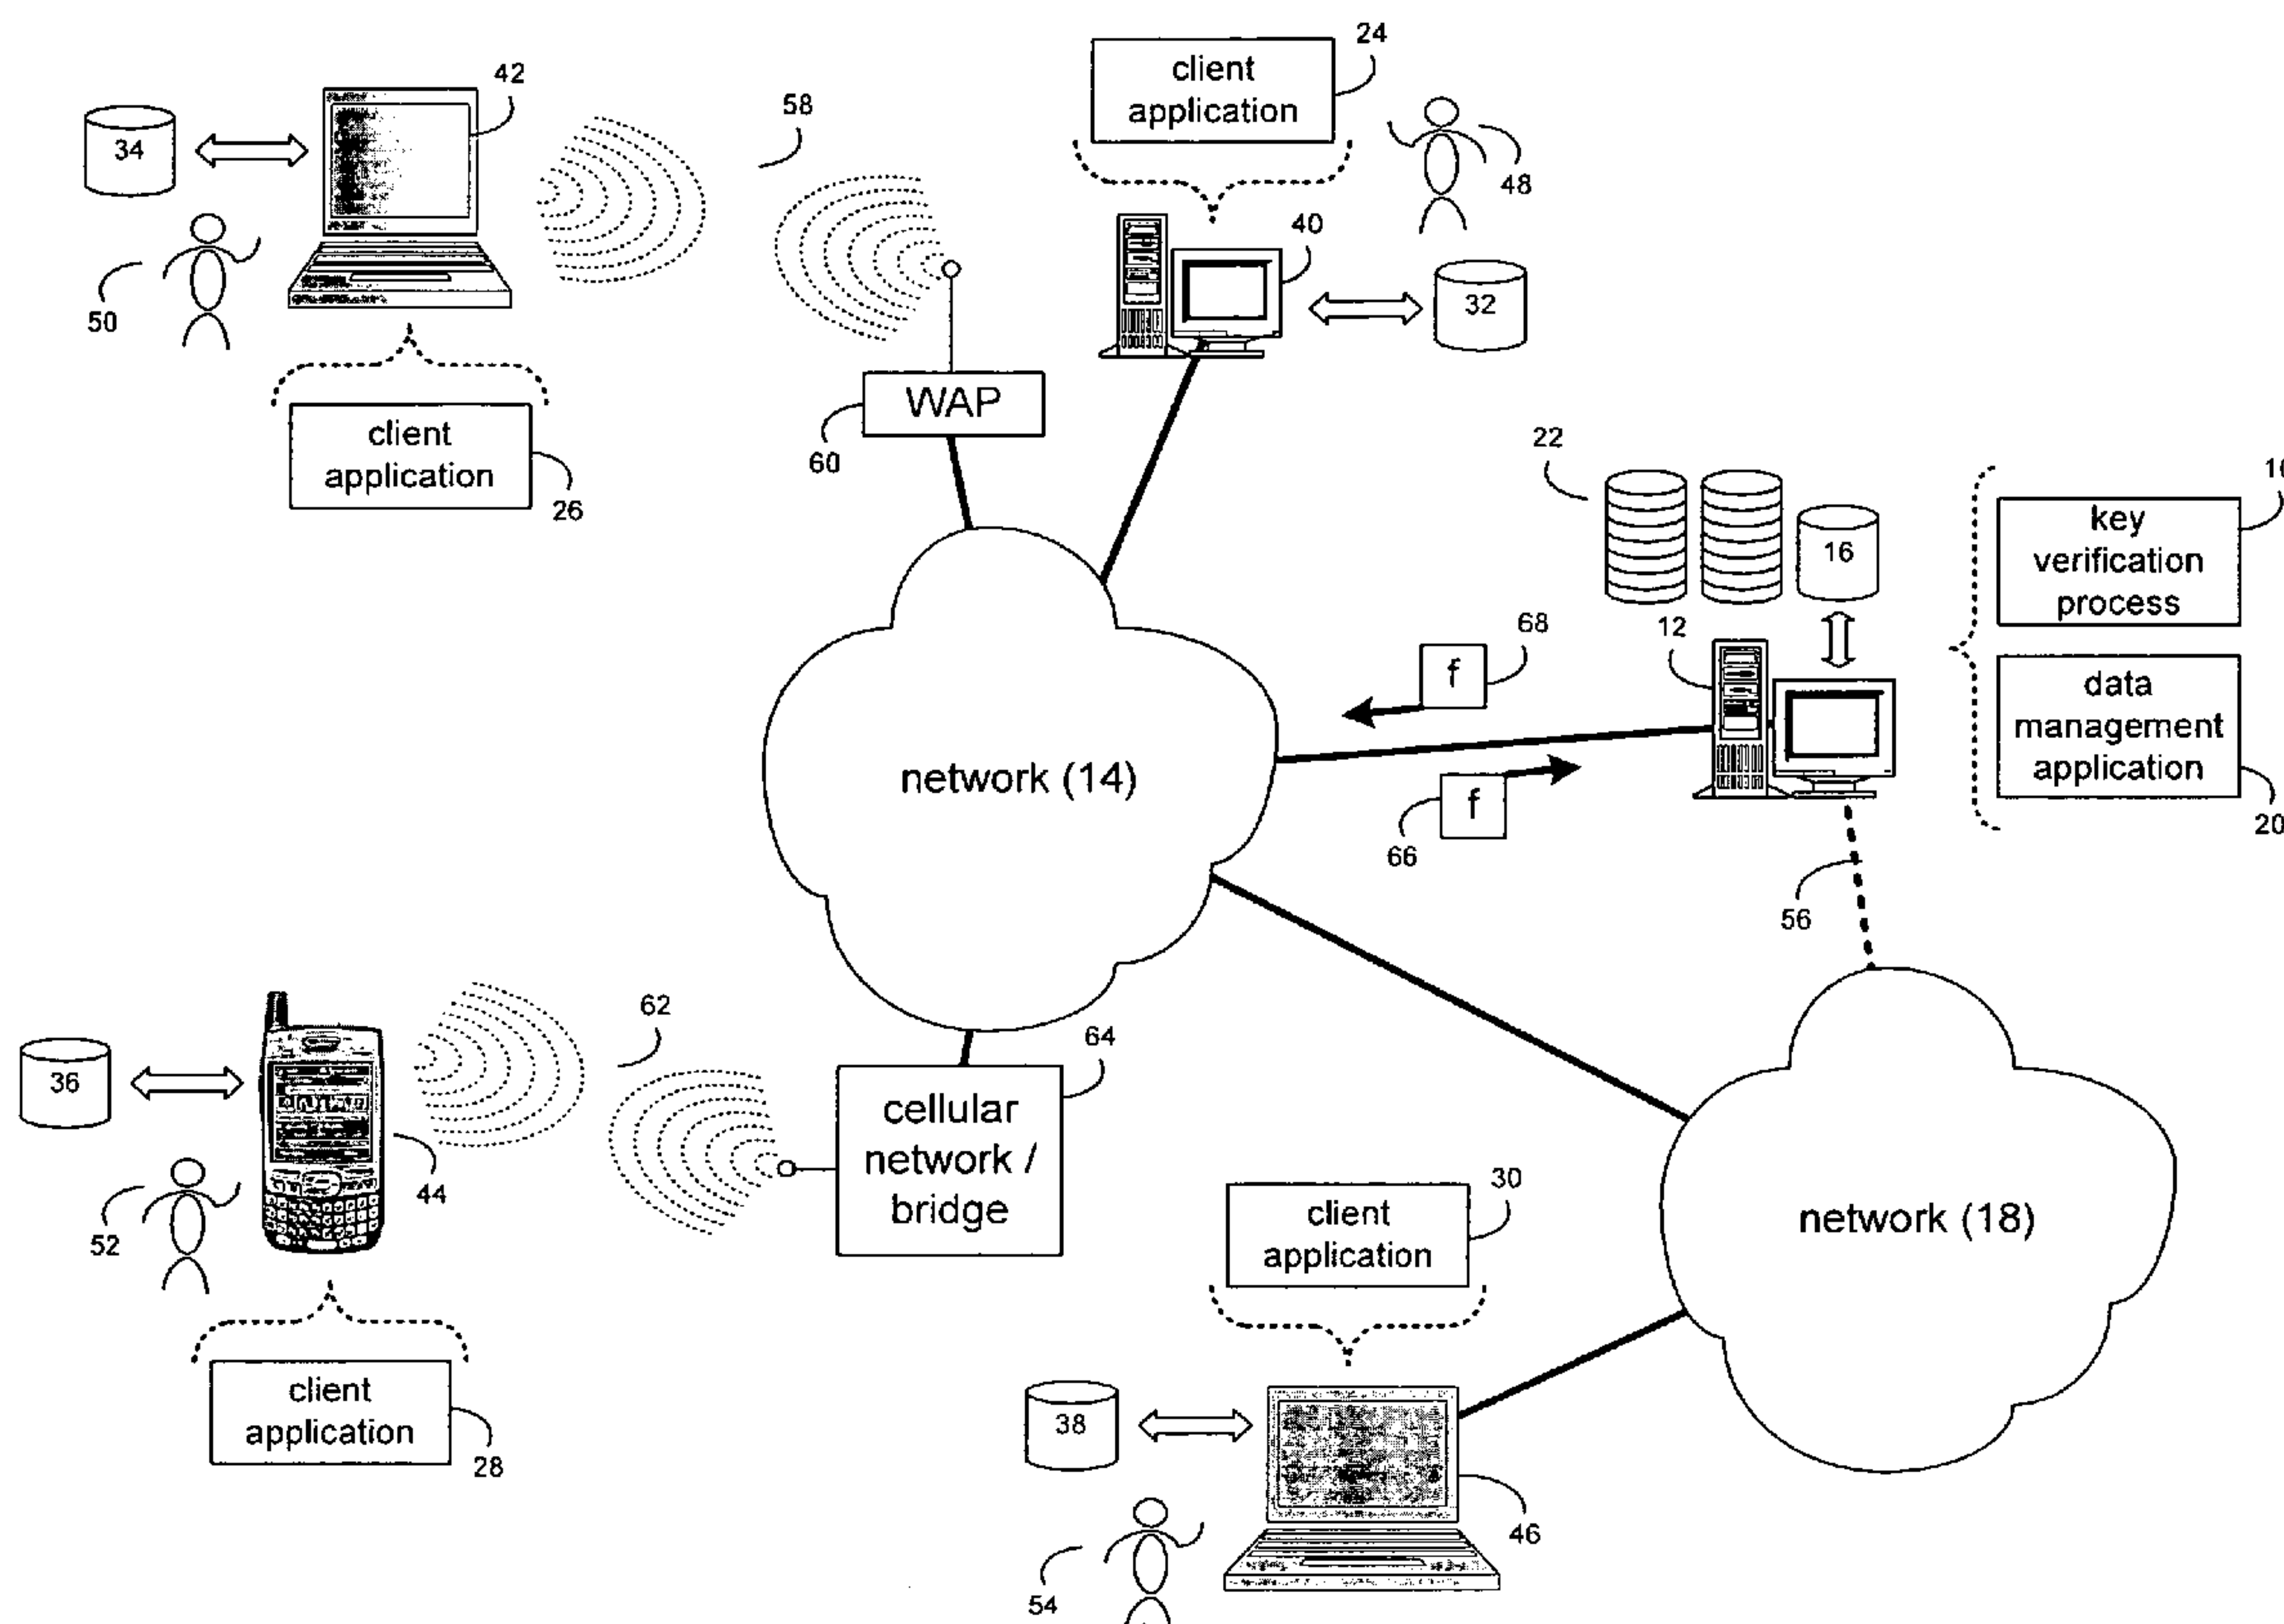 24
client
application
42
58
34
48
40
50
32
WAP
client
application
60
26
22
10
key
verification
process
16
68
12
f
data
management
application
network (14)
f
66
20
56
62
64
36
cellular
network /
bridge
44
30
client
application
network (18)
52
client
application
38
28
46
54